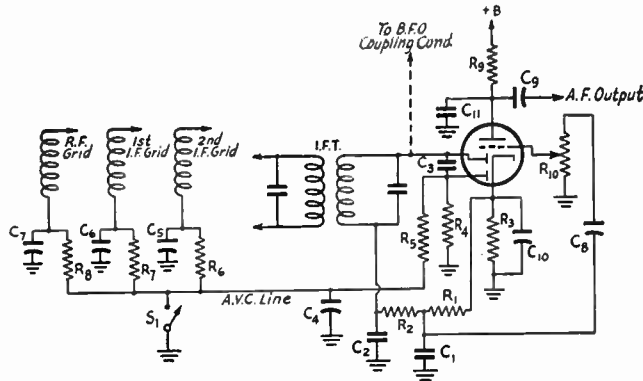 To B.F.O
Coupling Cond.
+B
R9
C9
A.F. Output
C11
R.F.
Grid
1st
I.F. Grid
2nd
I.F. Grid
I.F.T.
C3
R10
C7
R8
C6
R7
C5
R6
R5
R4
R3
C10
C8
A.V.C. Line
S1
C4
R2
R1
C2
C1